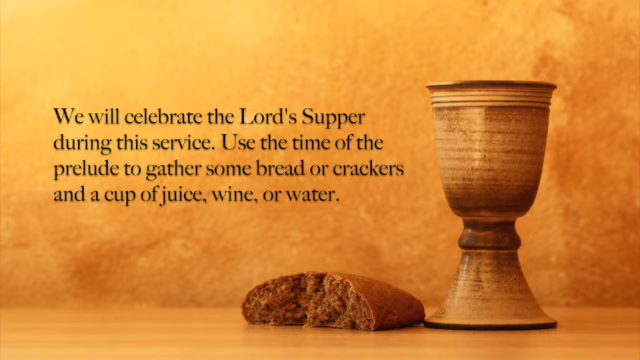 We will celebrate the Lord's Supper
during this service. Use the time of the
prelude to gather some bread or crackers
and a cup of juice, wine, or water.